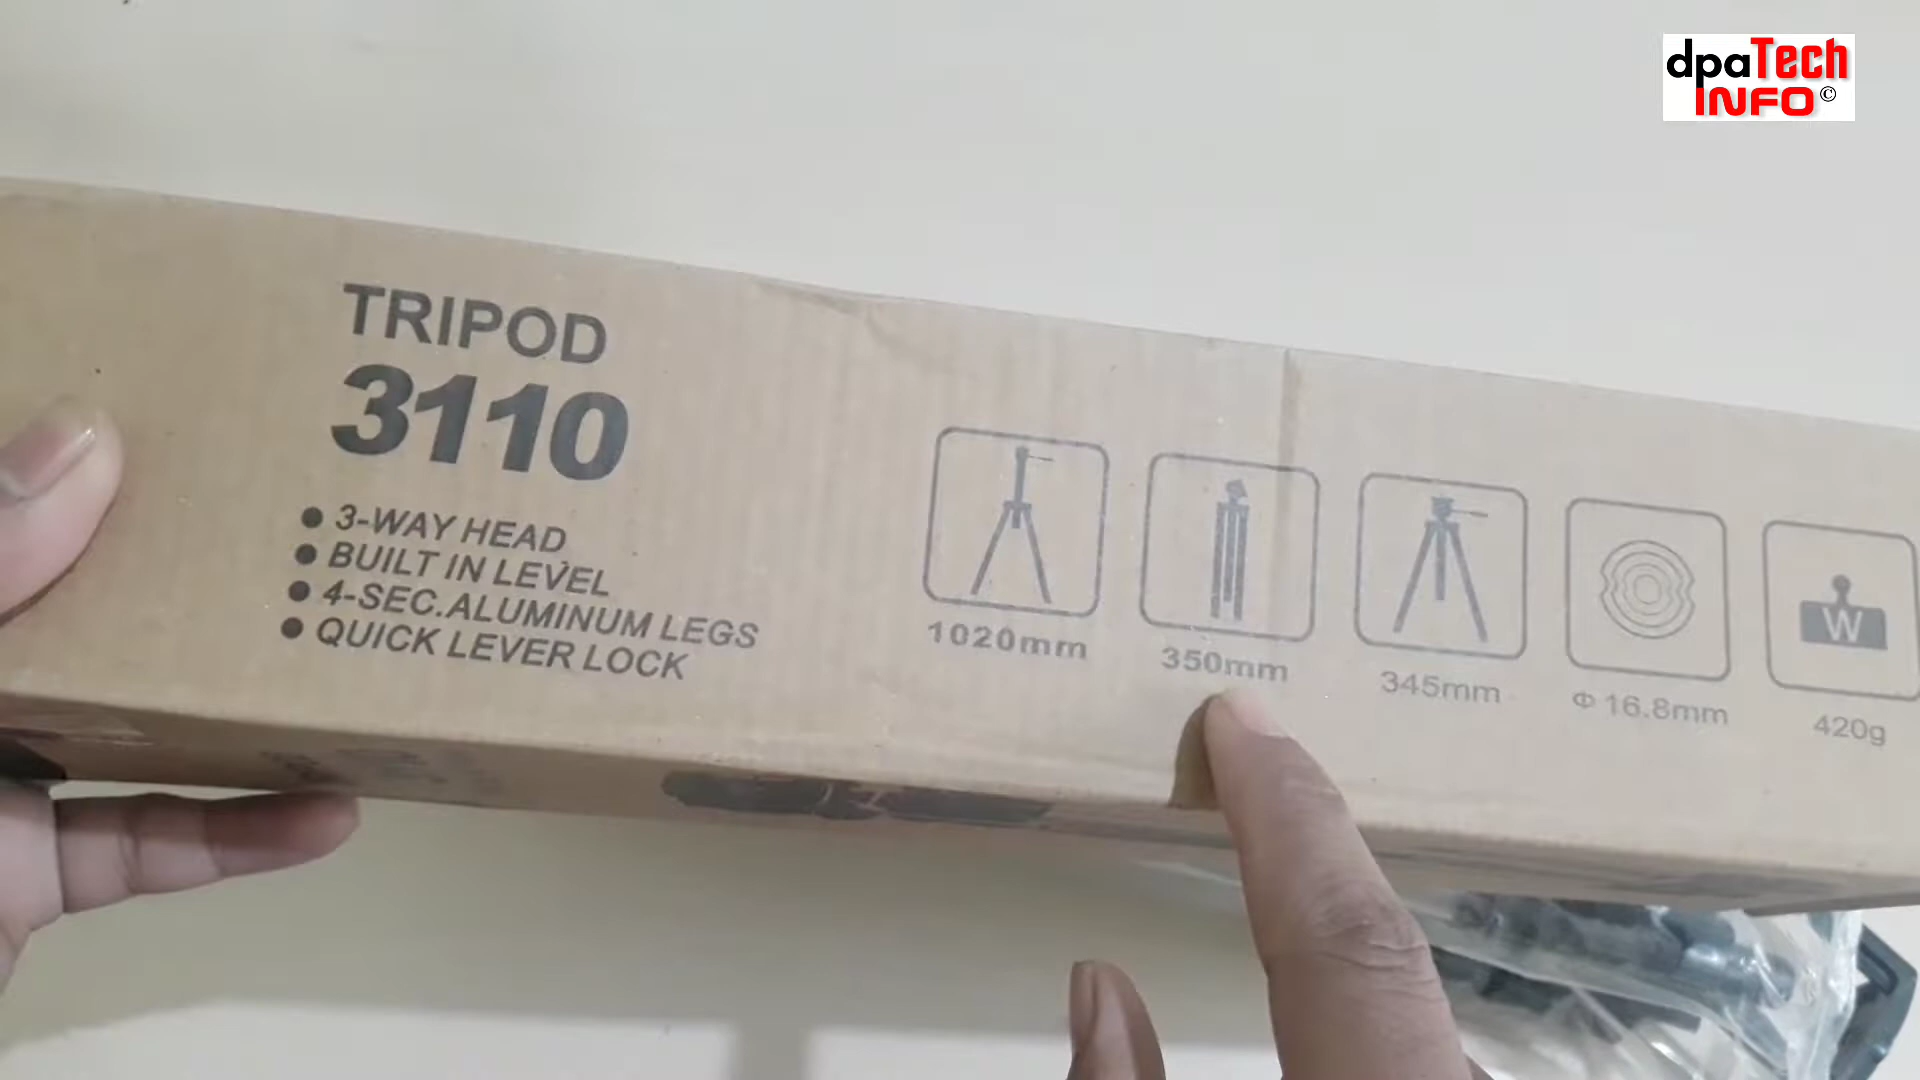 dpaTech
INFO©
TRIPOD
3110
● 3-WAY HEAD
● BUILT IN LEVEL
● 4-SEC.ALUMINUM LEGS
● QUICK LEVER LOCK
1020mm
350mm
345mm
Φ 16.8mm
W
420g